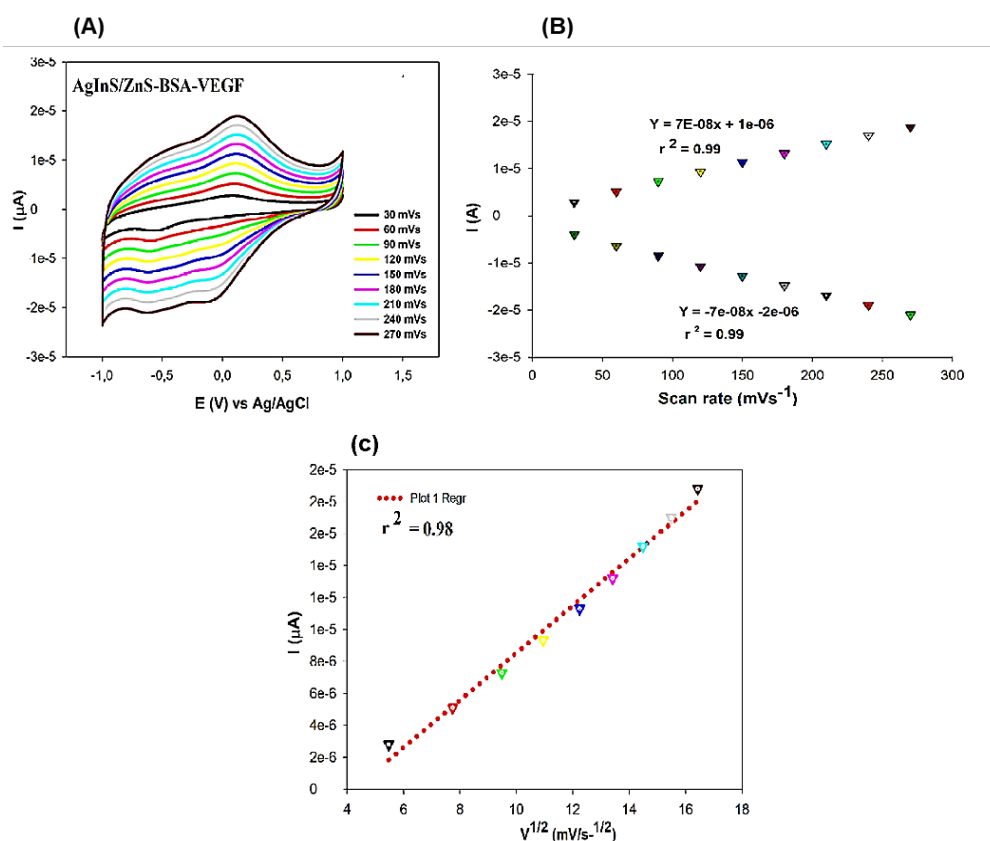 (A)
(B)
AgInS/ZnS-BSA-VEGF
3e-5
2e-5
1e-5
0
-1e-5
-2e-5
-3e-5
I (µA)
-1,0 -0,5 0,0 0,5 1,0 1,5
E (V) vs Ag/AgCl
30 mVs
60 mVs
90 mVs
120 mVs
150 mVs
180 mVs
210 mVs
240 mVs
270 mVs
3e-5
2e-5
1e-5
0
-1e-5
-2e-5
-3e-5
I (A)
Y = 7E-08x + 1e-06
r² = 0.99
Y = -7e-08x -2e-06
r² = 0.99
0 50 100 150 200 250 300
Scan rate (mVs⁻¹)
(c)
2e-5
2e-5
2e-5
1e-5
1e-5
1e-5
8e-6
6e-6
4e-6
2e-6
0
I (µA)
Plot 1 Regr
r² = 0.98
4 6 8 10 12 14 16 18
V^1/2 (mV/s-^1/2)